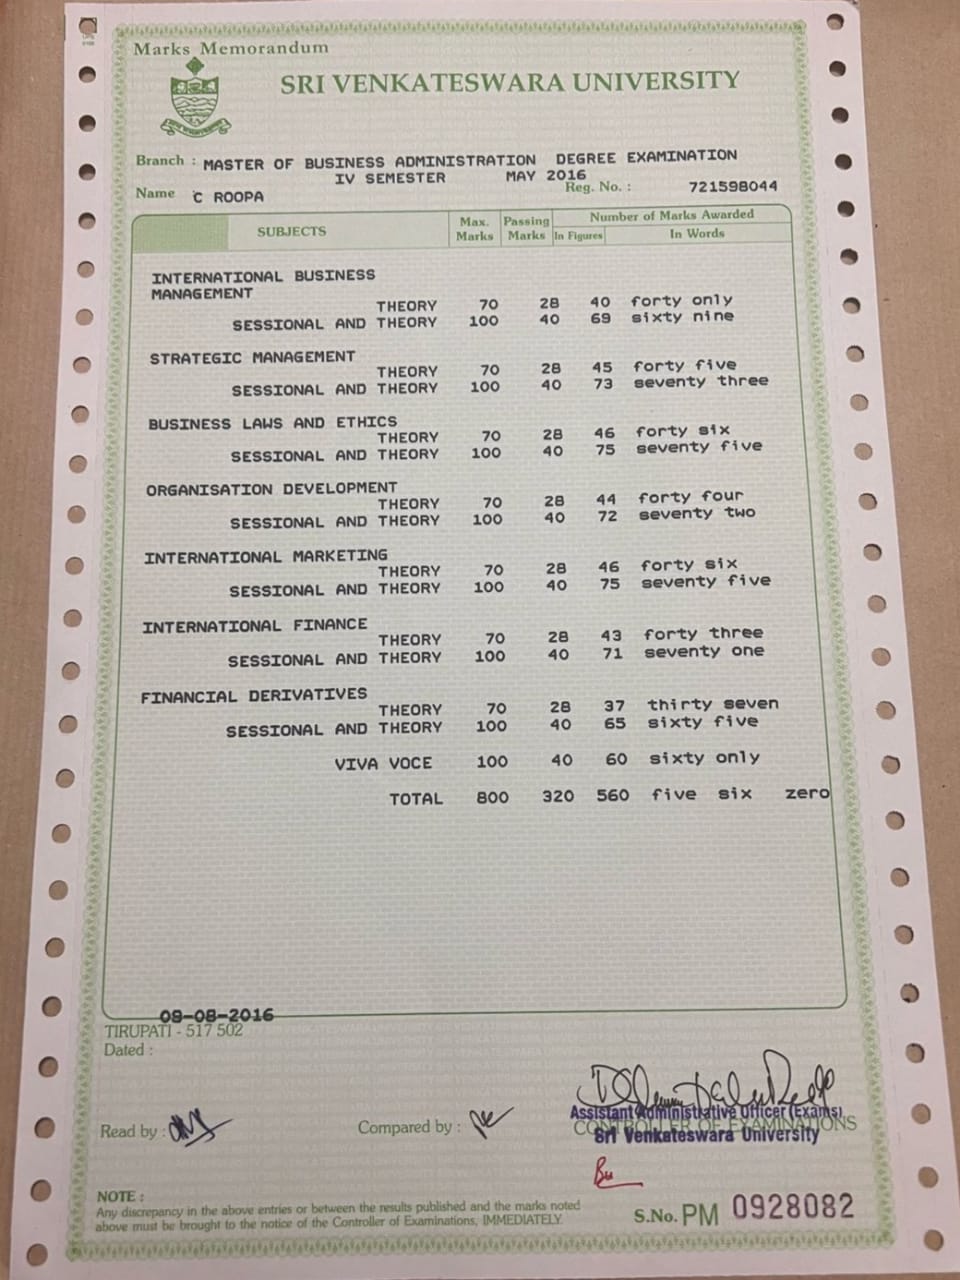 Marks Memorandum
SRI VENKATESWARA UNIVERSITY
Branch : MASTER OF BUSINESS ADMINISTRATION DEGREE EXAMINATION
IV SEMESTER MAY 2016
Name C ROOPA Reg. No. : 721598044
SUBJECTS Max. Marks Passing Marks Number of Marks Awarded
In Figures In Words
INTERNATIONAL BUSINESS
MANAGEMENT
THEORY 70 28 40 forty only
SESSIONAL AND THEORY 100 40 69 sixty nine
STRATEGIC MANAGEMENT
THEORY 70 28 45 forty five
SESSIONAL AND THEORY 100 40 73 seventy three
BUSINESS LAWS AND ETHICS
THEORY 70 28 46 forty six
SESSIONAL AND THEORY 100 40 75 seventy five
ORGANISATION DEVELOPMENT
THEORY 70 28 44 forty four
SESSIONAL AND THEORY 100 40 72 seventy two
INTERNATIONAL MARKETING
THEORY 70 28 46 forty six
SESSIONAL AND THEORY 100 40 75 seventy five
INTERNATIONAL FINANCE
THEORY 70 28 43 forty three
SESSIONAL AND THEORY 100 40 71 seventy one
FINANCIAL DERIVATIVES
THEORY 70 28 37 thirty seven
SESSIONAL AND THEORY 100 40 65 sixty five
VIVA VOCE 100 40 60 sixty only
TOTAL 800 320 560 five six zero
09-08-2016
TIRUPATI - 517 502
Dated :
Read by : Compared by :
Assistant Administrative Officer (Exams)
CONTROLLER OF EXAMINATIONS
Sri Venkateswara University
NOTE :
Any discrepancy in the above entries or between the results published and the marks noted
above must be brought to the notice of the Controller of Examinations, IMMEDIATELY.
S.No. PM 0928082